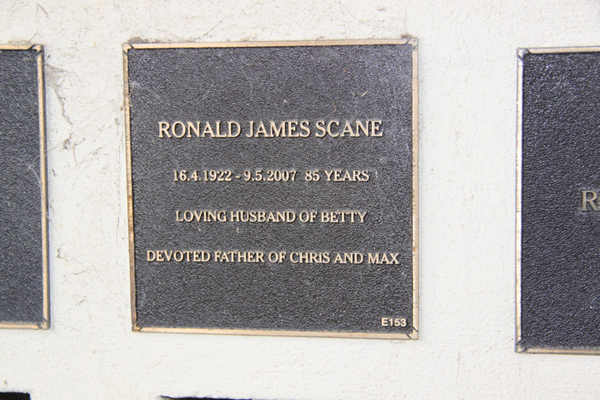 RONALD JAMES SCANE
16.4.1922 - 9.5.2007 85 YEARS
LOVING HUSBAND OF BETTY
DEVOTED FATHER OF CHRIS AND MAX
E153